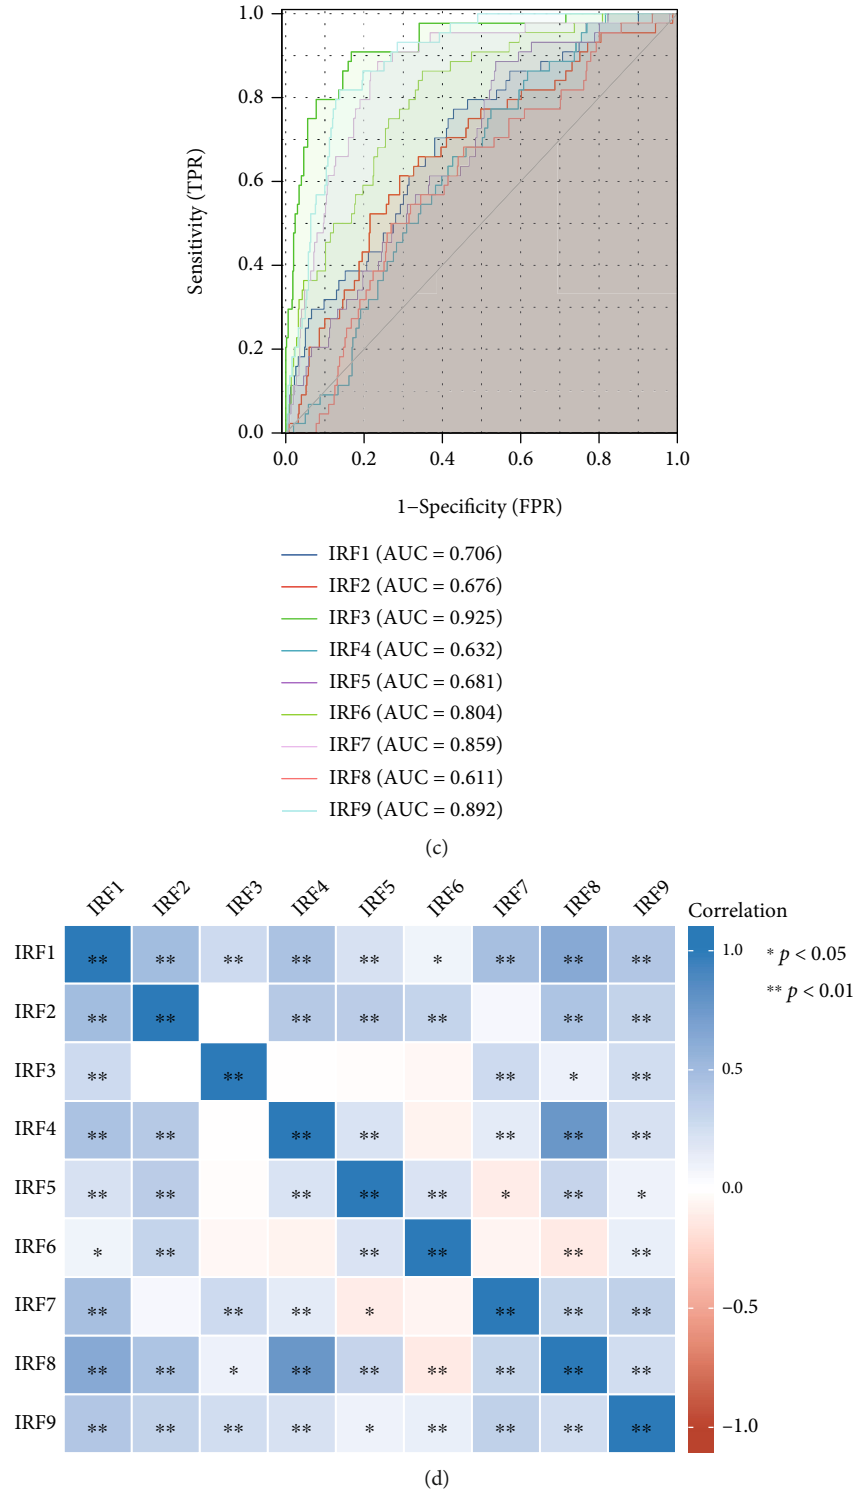 1.0
0.8
0.6
0.4
0.2
0.0
Sensitivity (TPR)
0.0 0.2 0.4 0.6 0.8 1.0
1−Specificity (FPR)
IRF1 (AUC = 0.706)
IRF2 (AUC = 0.676)
IRF3 (AUC = 0.925)
IRF4 (AUC = 0.632)
IRF5 (AUC = 0.681)
IRF6 (AUC = 0.804)
IRF7 (AUC = 0.859)
IRF8 (AUC = 0.611)
IRF9 (AUC = 0.892)
(c)
IRF1 IRF2 IRF3 IRF4 IRF5 IRF6 IRF7 IRF8 IRF9
Correlation
IRF1 ** ** ** ** ** * ** ** **
IRF2 ** ** ** ** ** ** **
IRF3 ** ** ** * **
IRF4 ** ** ** ** ** ** **
IRF5 ** ** ** ** ** * ** *
IRF6 * ** ** ** ** **
IRF7 ** ** ** * ** ** **
IRF8 ** ** * ** ** ** ** ** **
IRF9 ** ** ** ** * ** ** ** **
1.0
0.5
0.0
−0.5
−1.0
* p < 0.05
** p < 0.01
(d)